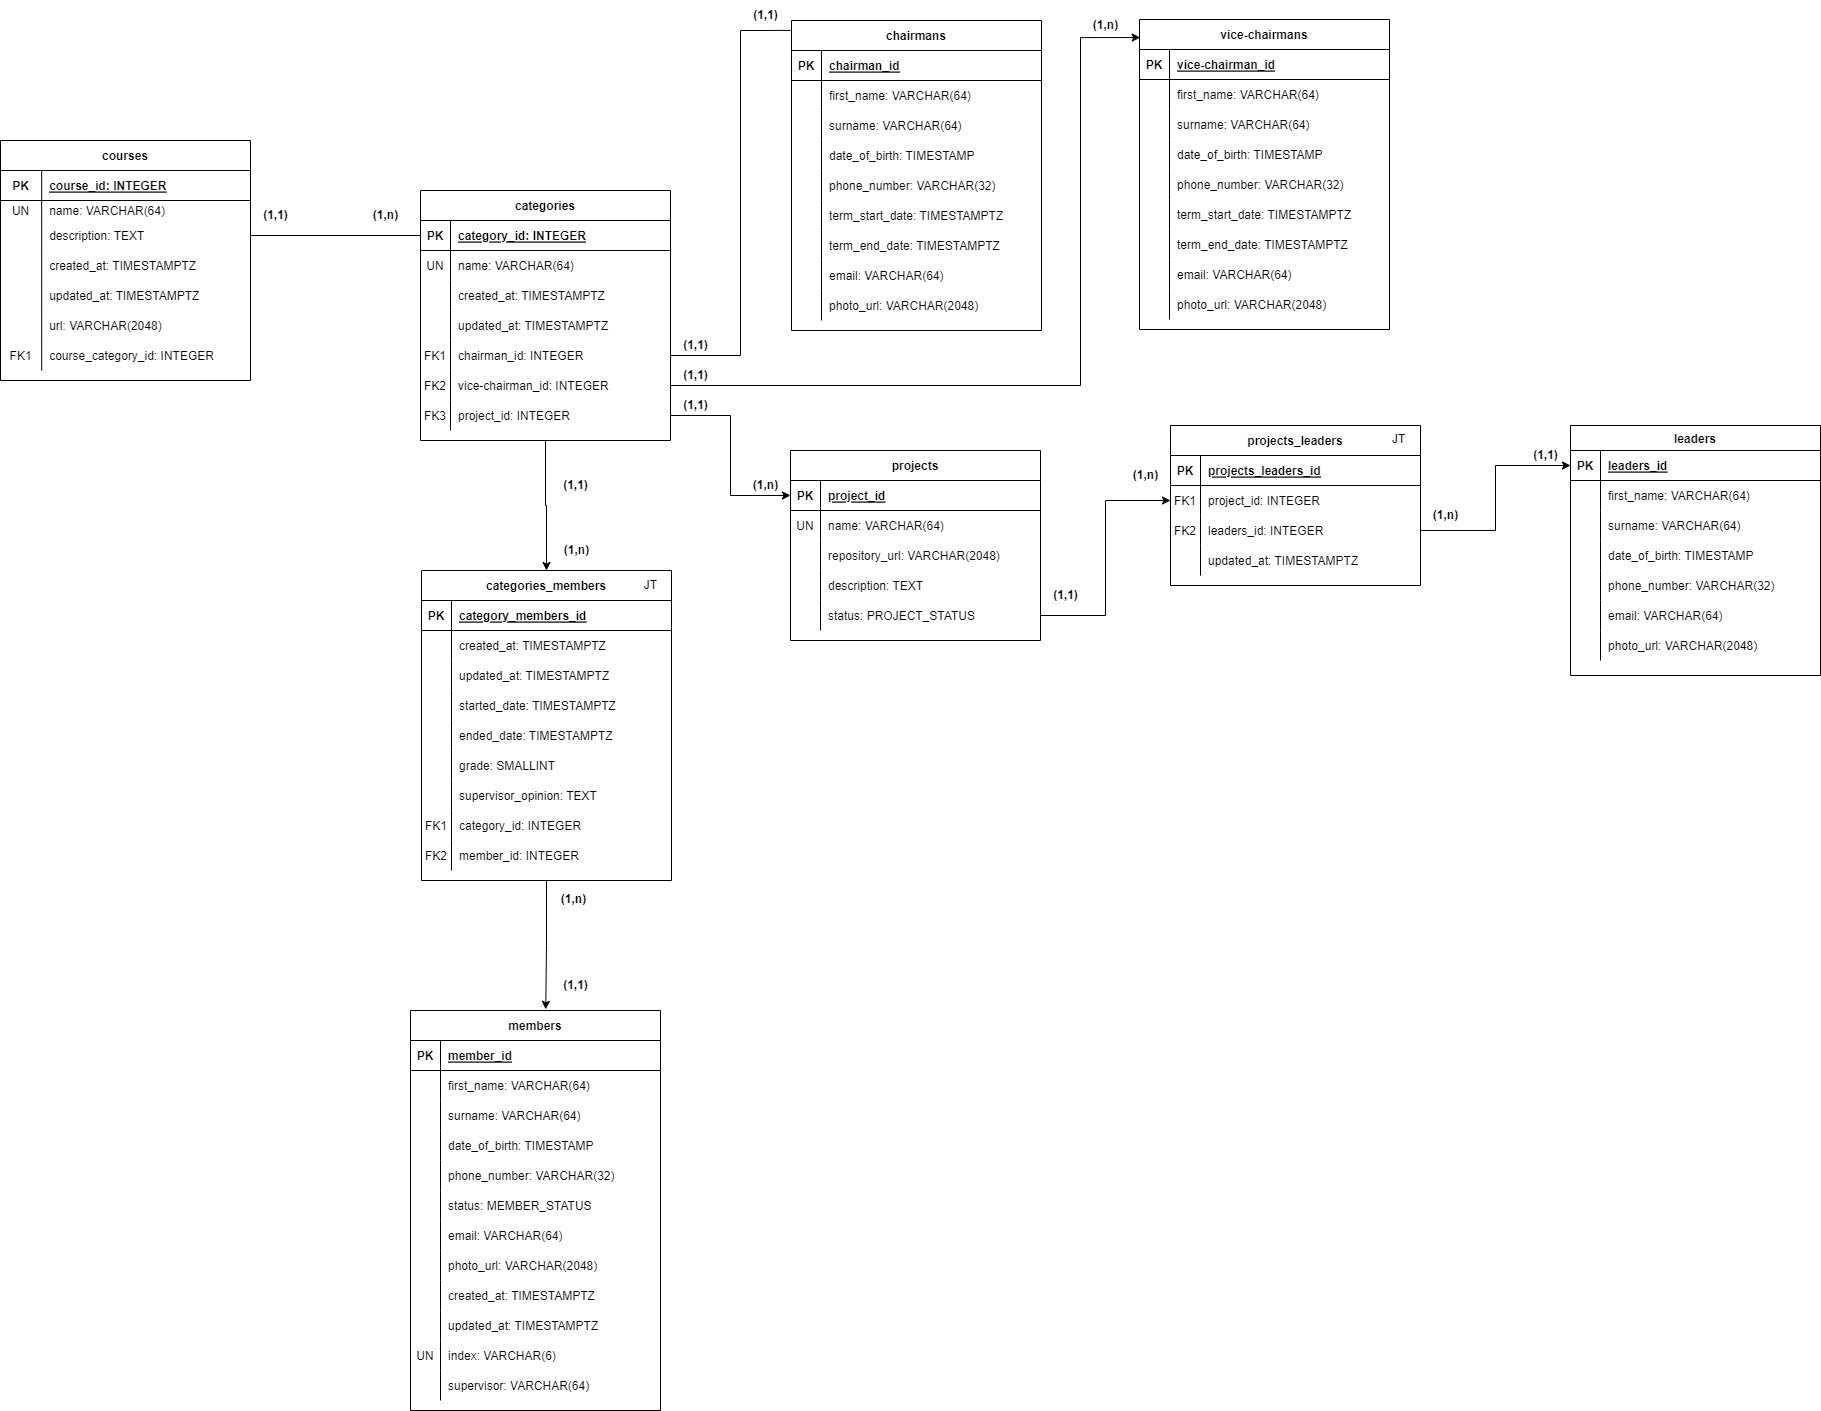 courses
PK course_id: INTEGER
UN name: VARCHAR(64)
description: TEXT
created_at: TIMESTAMPTZ
updated_at: TIMESTAMPTZ
url: VARCHAR(2048)
FK1 course_category_id: INTEGER
(1,1)
(1,n)
categories
PK category_id: INTEGER
UN name: VARCHAR(64)
created_at: TIMESTAMPTZ
updated_at: TIMESTAMPTZ
FK1 chairman_id: INTEGER
FK2 vice-chairman_id: INTEGER
FK3 project_id: INTEGER
(1,1)
(1,1)
(1,1)
(1,1)
chairmans
PK chairman_id
first_name: VARCHAR(64)
surname: VARCHAR(64)
date_of_birth: TIMESTAMP
phone_number: VARCHAR(32)
term_start_date: TIMESTAMPTZ
term_end_date: TIMESTAMPTZ
email: VARCHAR(64)
photo_url: VARCHAR(2048)
(1,n)
vice-chairmans
PK vice-chairman_id
first_name: VARCHAR(64)
surname: VARCHAR(64)
date_of_birth: TIMESTAMP
phone_number: VARCHAR(32)
term_start_date: TIMESTAMPTZ
term_end_date: TIMESTAMPTZ
email: VARCHAR(64)
photo_url: VARCHAR(2048)
(1,n)
projects
PK project_id
UN name: VARCHAR(64)
repository_url: VARCHAR(2048)
description: TEXT
status: PROJECT_STATUS
(1,1)
(1,n)
projects_leaders JT
PK projects_leaders_id
FK1 project_id: INTEGER
FK2 leaders_id: INTEGER
updated_at: TIMESTAMPTZ
(1,n)
(1,1)
leaders
PK leaders_id
first_name: VARCHAR(64)
surname: VARCHAR(64)
date_of_birth: TIMESTAMP
phone_number: VARCHAR(32)
email: VARCHAR(64)
photo_url: VARCHAR(2048)
(1,1)
(1,n)
categories_members JT
PK category_members_id
created_at: TIMESTAMPTZ
updated_at: TIMESTAMPTZ
started_date: TIMESTAMPTZ
ended_date: TIMESTAMPTZ
grade: SMALLINT
supervisor_opinion: TEXT
FK1 category_id: INTEGER
FK2 member_id: INTEGER
(1,n)
(1,1)
members
PK member_id
first_name: VARCHAR(64)
surname: VARCHAR(64)
date_of_birth: TIMESTAMP
phone_number: VARCHAR(32)
status: MEMBER_STATUS
email: VARCHAR(64)
photo_url: VARCHAR(2048)
created_at: TIMESTAMPTZ
updated_at: TIMESTAMPTZ
UN index: VARCHAR(6)
supervisor: VARCHAR(64)